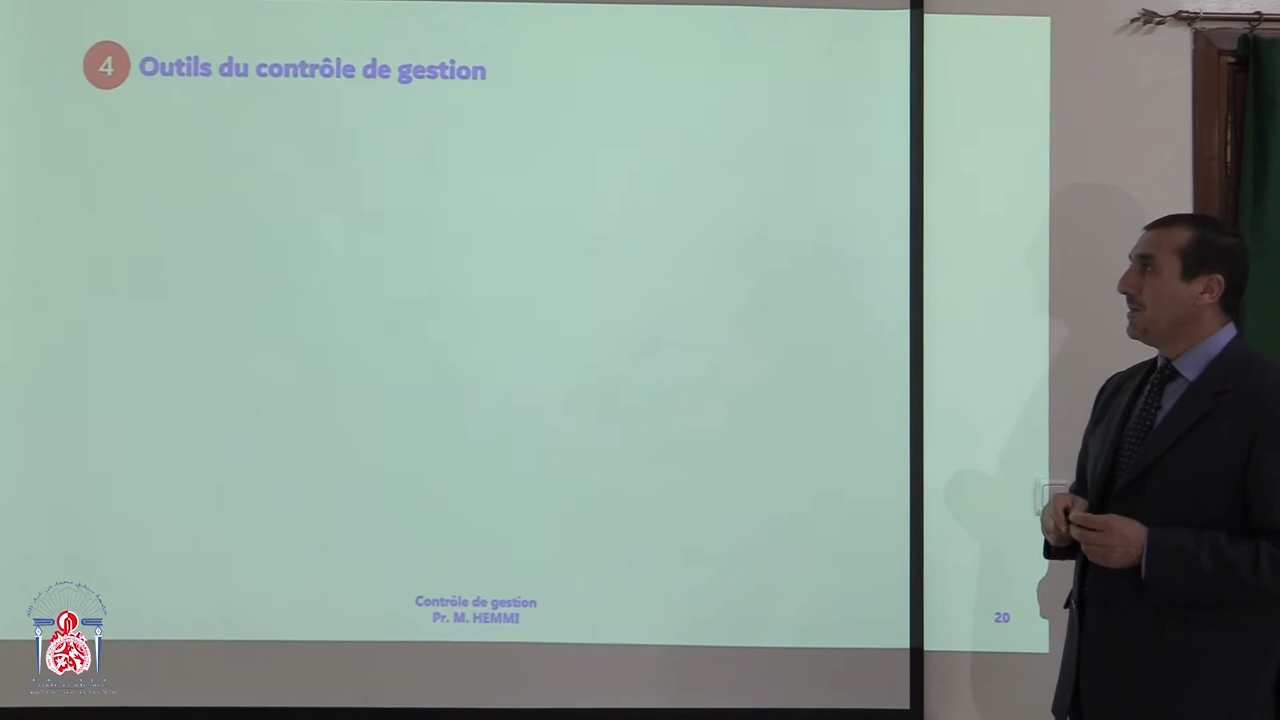 4 Outils du contrôle de gestion
Contrôle de gestion
Pr. M. HEMMI
20